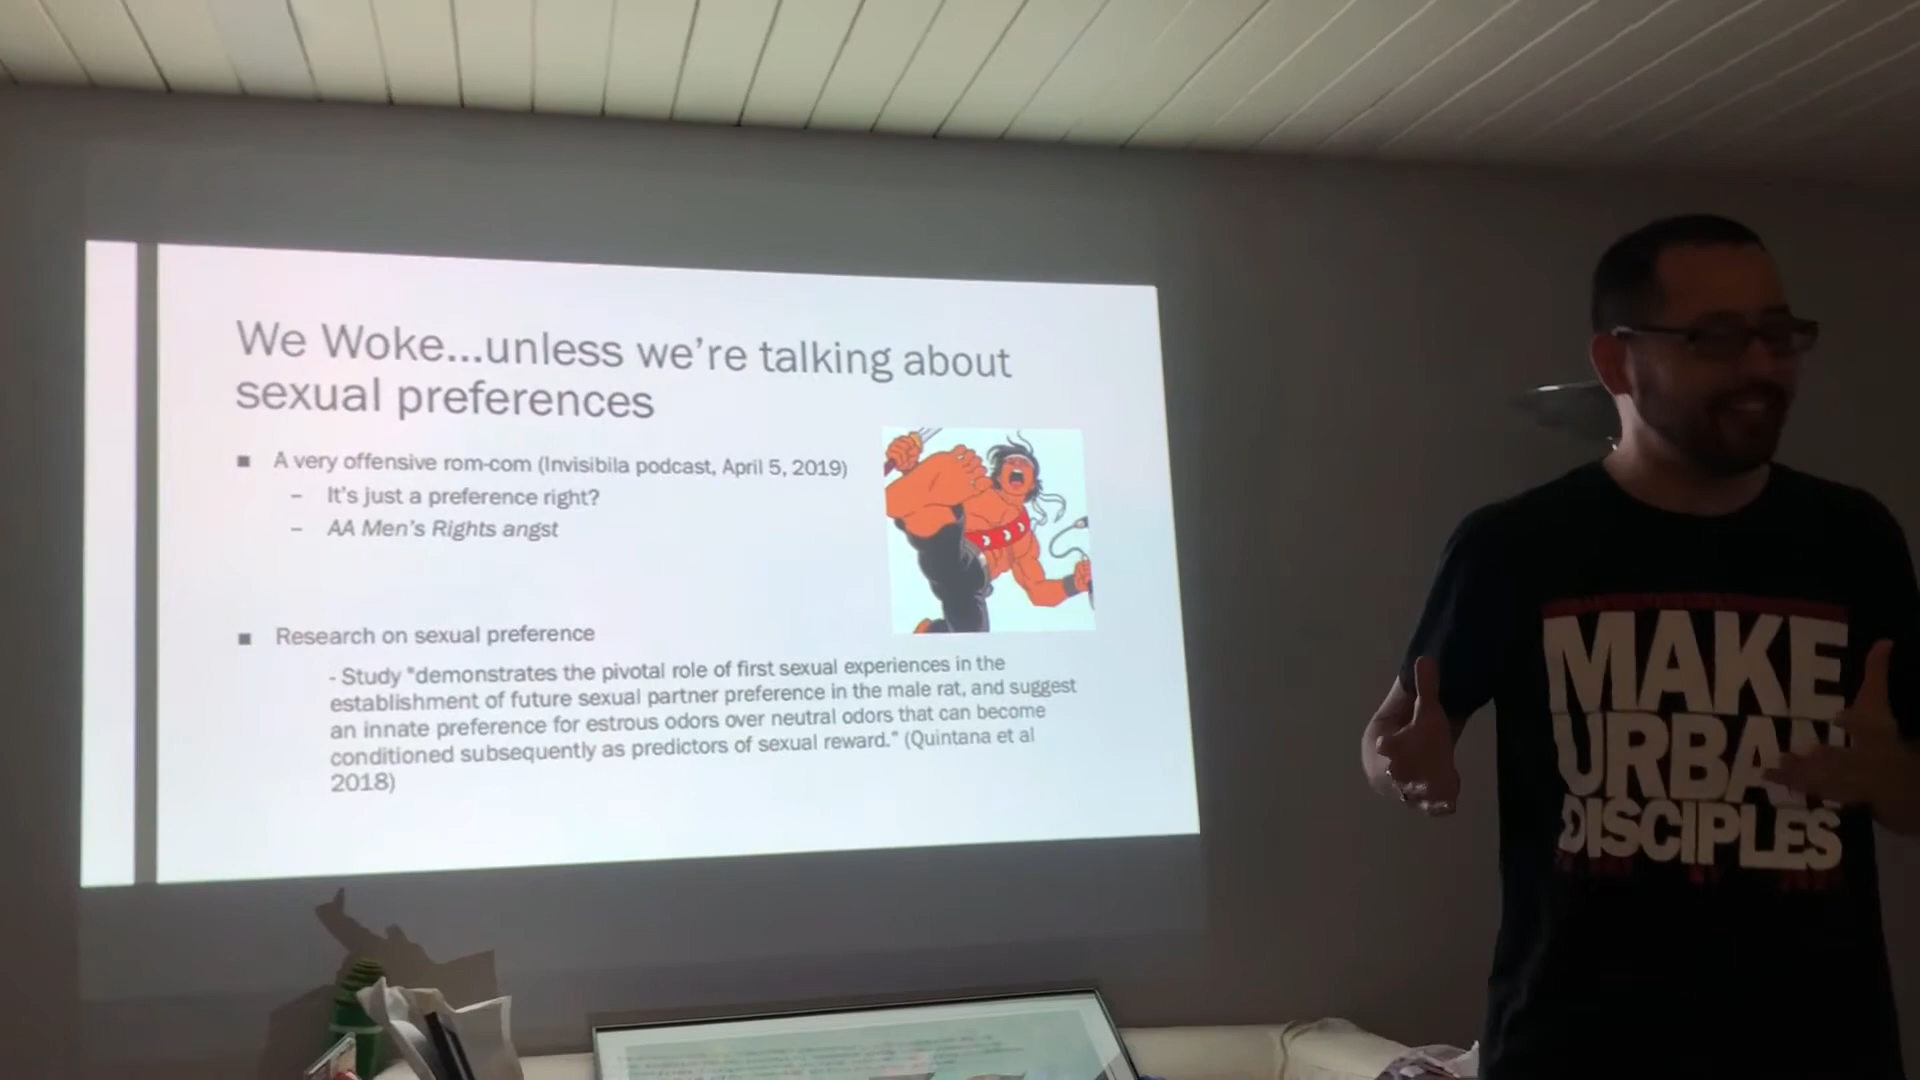 We Woke...unless we're talking about
sexual preferences
■ A very offensive rom-com (Invisibila podcast, April 5, 2019)
– It's just a preference right?
– AA Men's Rights angst
■ Research on sexual preference
- Study "demonstrates the pivotal role of first sexual experiences in the
establishment of future sexual partner preference in the male rat, and suggest
an innate preference for estrous odors over neutral odors that can become
conditioned subsequently as predictors of sexual reward." (Quintana et al
2018)
MAKE
URBAN
DISCIPLES